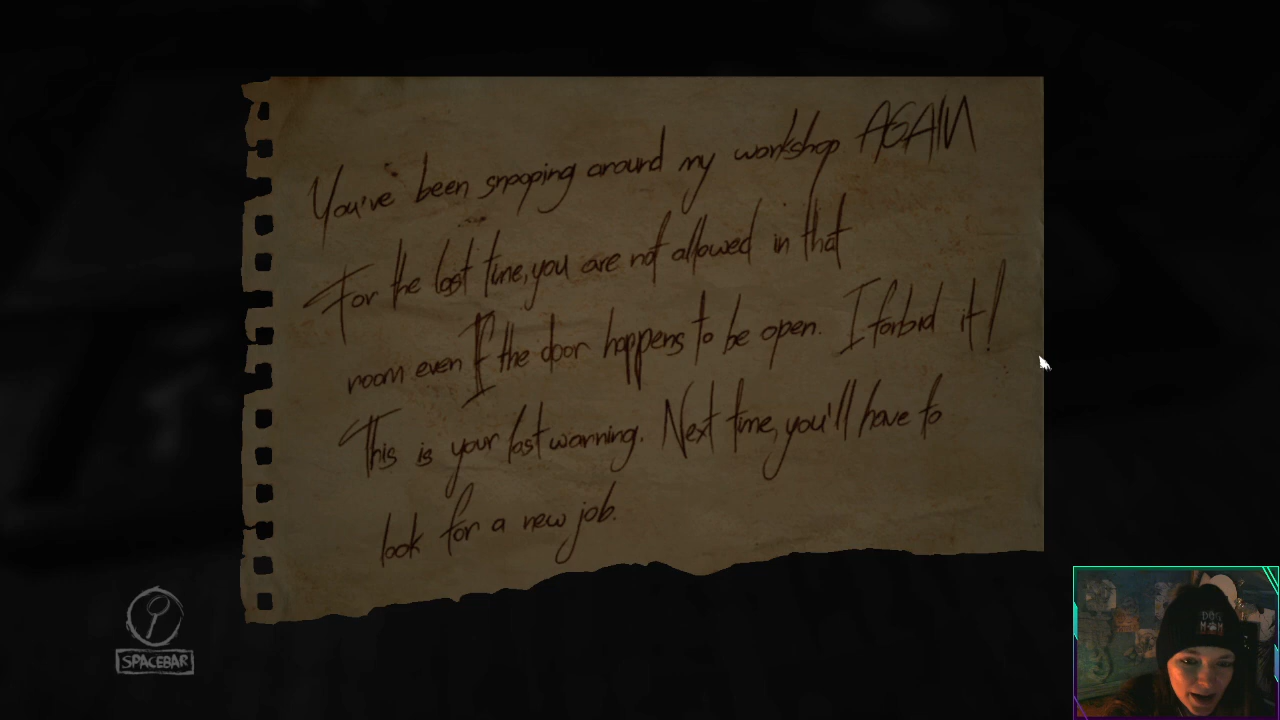 You've been snooping around my workshop AGAIN
For the last time, you are not allowed in that
room even If the door happens to be open. I forbid it!
This is your last warning. Next time, you'll have to
look for a new job.
SPACEBAR
DOG
MOM